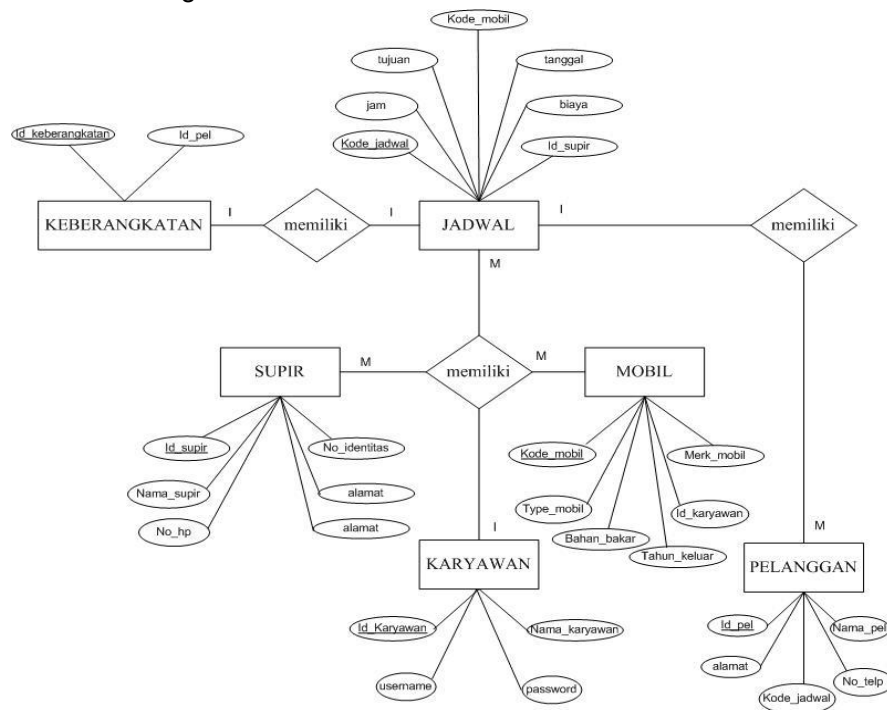 Kode_mobil
tujuan
tanggal
jam
biaya
Id_keberangkatan
Id_pel
Kode_jadwal
Id_supir
KEBERANGKATAN
I
memiliki
I
JADWAL
I
memiliki
M
SUPIR
M
memiliki
M
MOBIL
Id_supir
No_identitas
Kode_mobil
Merk_mobil
Nama_supir
alamat
Type_mobil
Id_karyawan
No_hp
alamat
Bahan_bakar
Tahun_keluar
I
M
KARYAWAN
PELANGGAN
Id_Karyawan
Nama_karyawan
Id_pel
Nama_pel
username
password
alamat
No_telp
Kode_jadwal